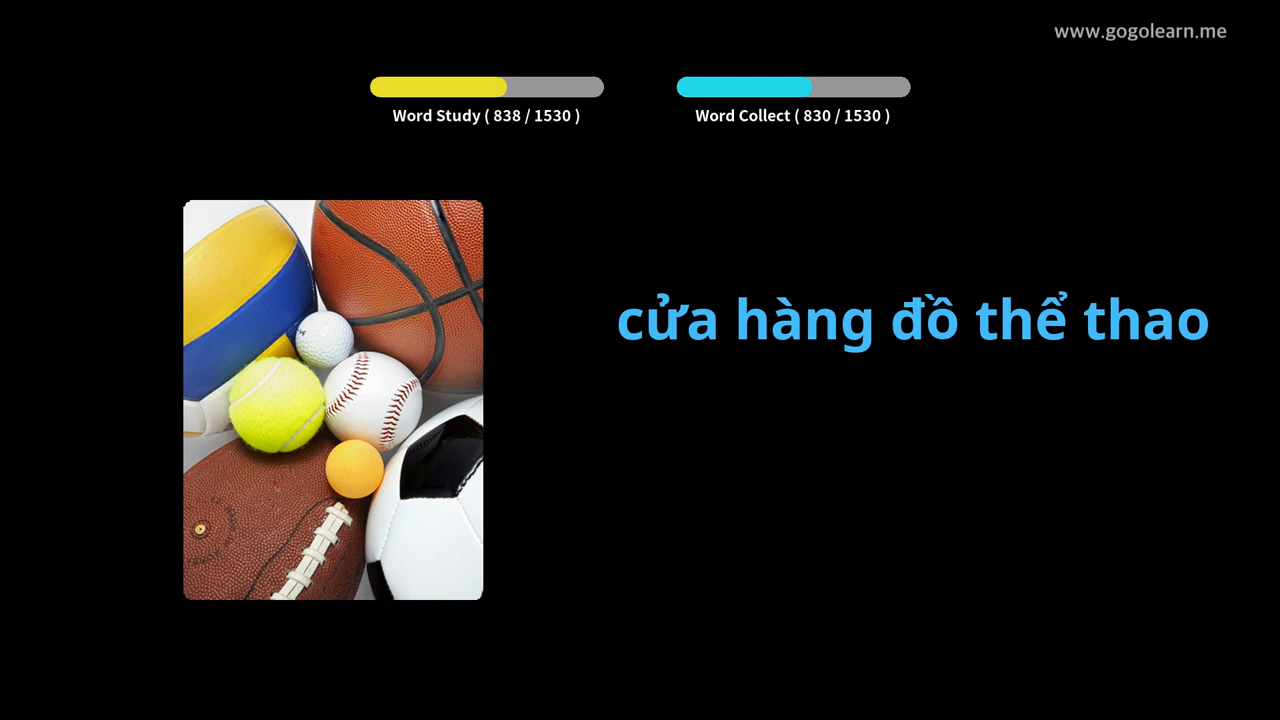 www.gogolearn.me
Word Study ( 838 / 1530 )
Word Collect ( 830 / 1530 )
cửa hàng đồ thể thao